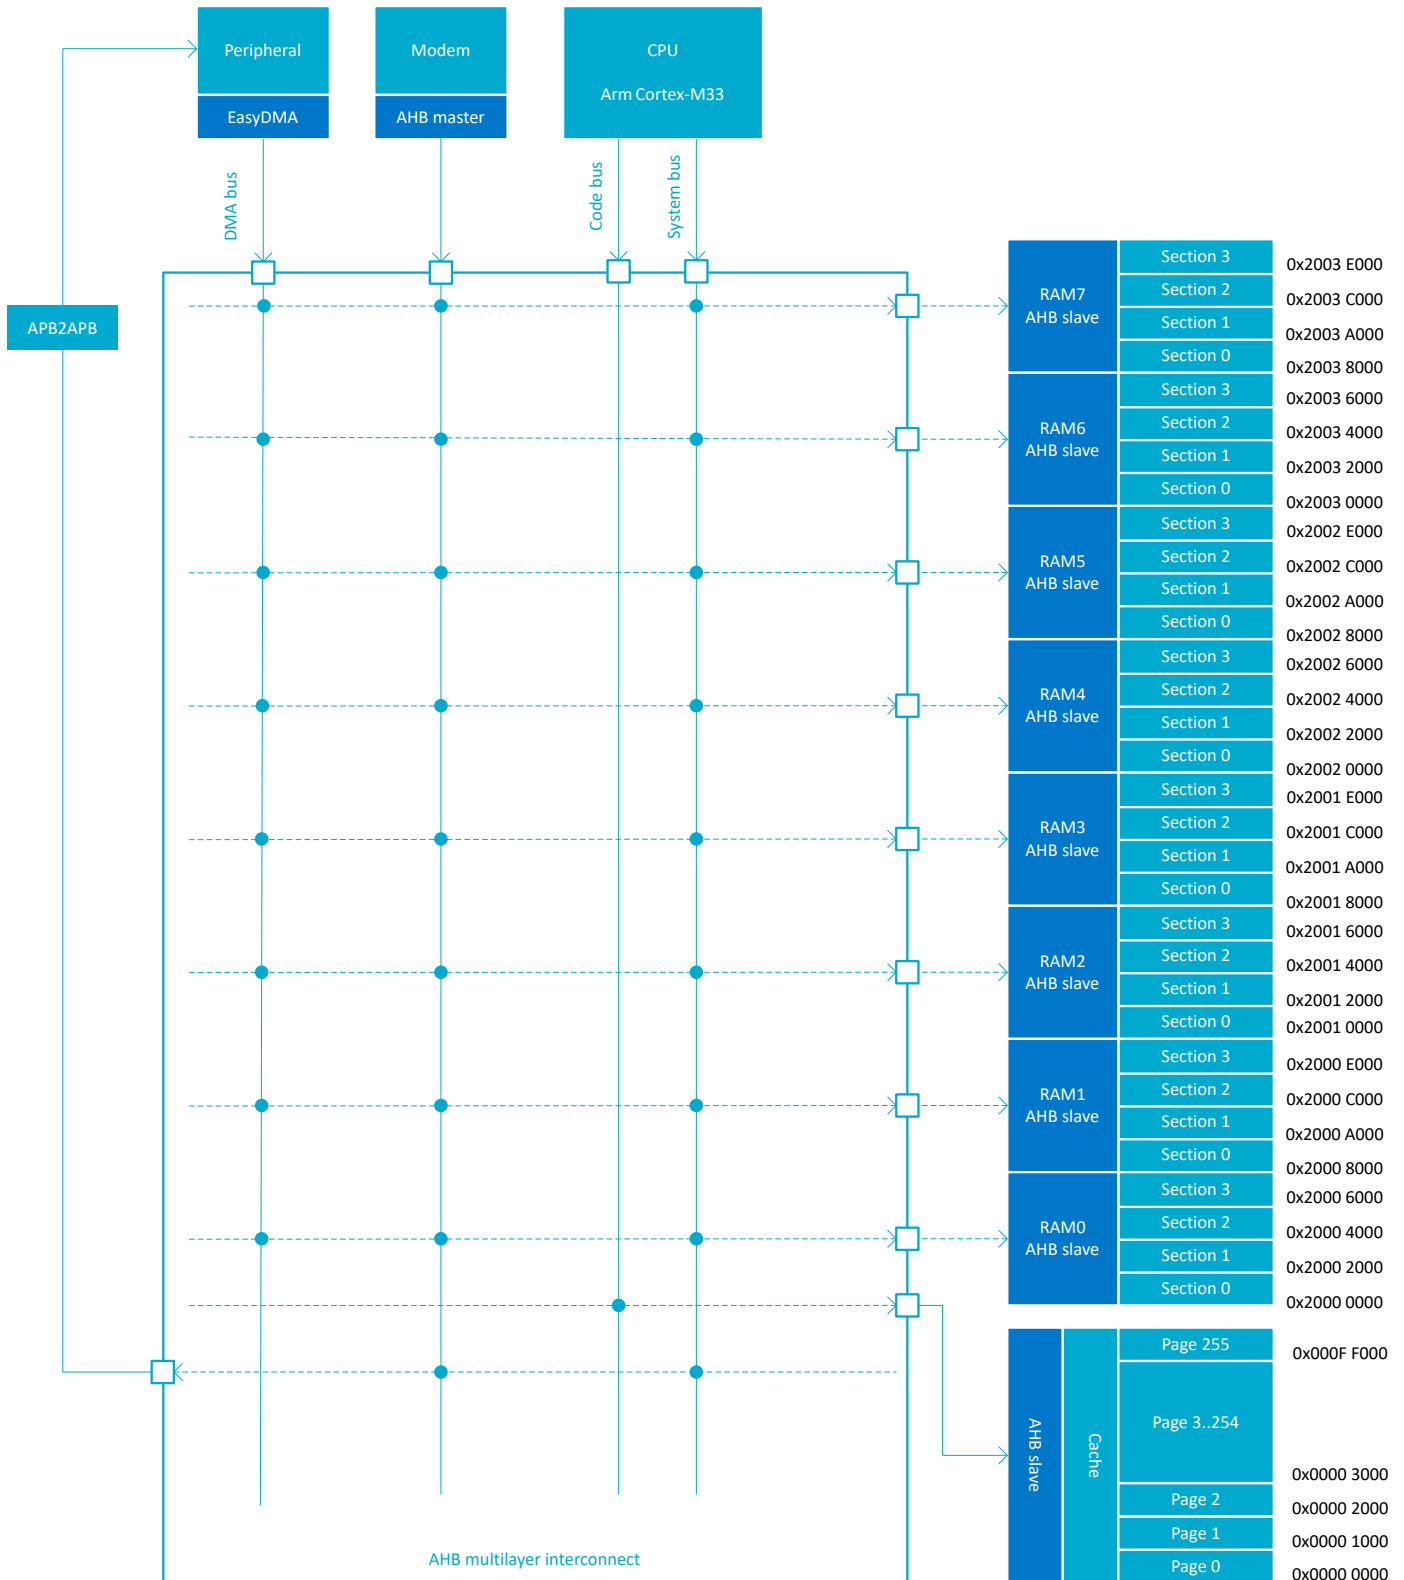 Peripheral
EasyDMA
Modem
AHB master
CPU
Arm Cortex-M33
DMA bus
Code bus
System bus
APB2APB
RAM7
AHB slave
Section 3
0x2003 E000
Section 2
0x2003 C000
Section 1
0x2003 A000
Section 0
0x2003 8000
RAM6
AHB slave
Section 3
0x2003 6000
Section 2
0x2003 4000
Section 1
0x2003 2000
Section 0
0x2003 0000
RAM5
AHB slave
Section 3
0x2002 E000
Section 2
0x2002 C000
Section 1
0x2002 A000
Section 0
0x2002 8000
RAM4
AHB slave
Section 3
0x2002 6000
Section 2
0x2002 4000
Section 1
0x2002 2000
Section 0
0x2002 0000
RAM3
AHB slave
Section 3
0x2001 E000
Section 2
0x2001 C000
Section 1
0x2001 A000
Section 0
0x2001 8000
RAM2
AHB slave
Section 3
0x2001 6000
Section 2
0x2001 4000
Section 1
0x2001 2000
Section 0
0x2001 0000
RAM1
AHB slave
Section 3
0x2000 E000
Section 2
0x2000 C000
Section 1
0x2000 A000
Section 0
0x2000 8000
RAM0
AHB slave
Section 3
0x2000 6000
Section 2
0x2000 4000
Section 1
0x2000 2000
Section 0
0x2000 0000
AHB slave
Cache
Page 255
0x000F F000
Page 3..254
0x0000 3000
Page 2
0x0000 2000
Page 1
0x0000 1000
Page 0
0x0000 0000
AHB multilayer interconnect